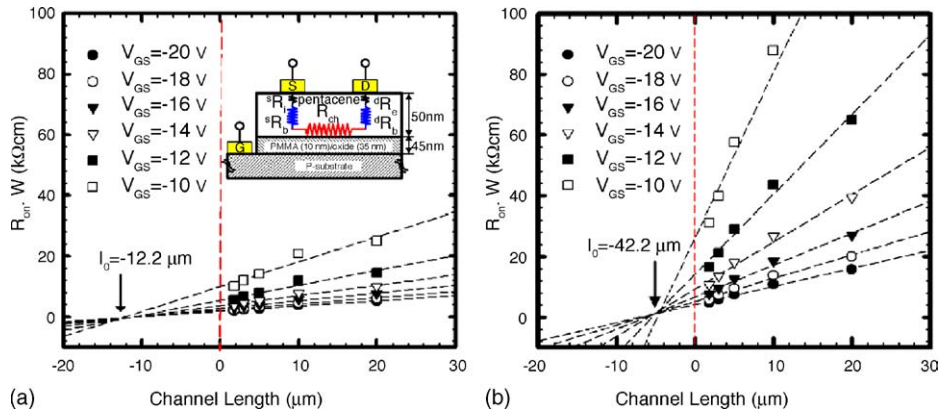 (a)
R_on. W (kΩcm)
100
80
60
40
20
0
-20 -10 0 10 20 30
Channel Length (μm)
V_GS=-20 V
V_GS=-18 V
V_GS=-16 V
V_GS=-14 V
V_GS=-12 V
V_GS=-10 V
l_0=-12.2 μm
S
D
G
pentacene
^sR_i
^sR_b
R_ch
^dR_e
^dR_b
50nm
45nm
PMMA (10 nm)/oxide (35 nm)
P-substrate
(b)
R_on. W (kΩcm)
100
80
60
40
20
0
-20 -10 0 10 20 30
Channel Length (μm)
V_GS=-20 V
V_GS=-18 V
V_GS=-16 V
V_GS=-14 V
V_GS=-12 V
V_GS=-10 V
l_0=-42.2 μm